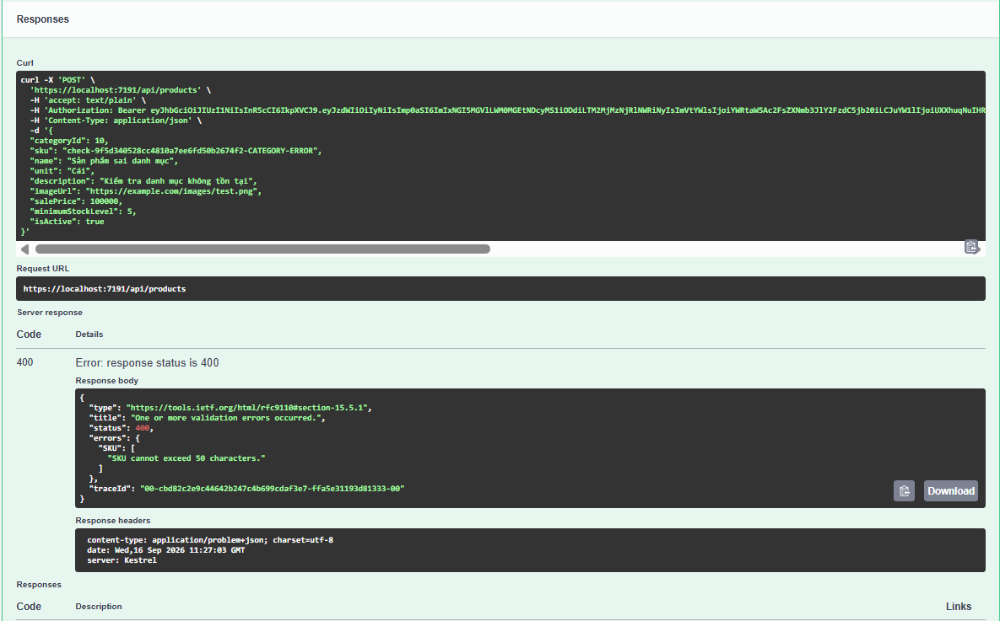 Responses
Curl
curl -X 'POST' \
'https://localhost:7191/api/products' \
-H 'accept: text/plain' \
-H 'Authorization: Bearer
-H 'Content-Type: application/json' \
-d '{
"categoryId": 10,
"sku": "check-9f5d340528cc4810a7ee6fd50b2674f2-CATEGORY-ERROR",
"name": "Sản phẩm sai danh mục",
"unit": "Cái",
"description": "Kiểm tra danh mục không tồn tại",
"imageUrl": "https://example.com/images/test.png",
"salePrice": 100000,
"minimumStockLevel": 5,
"isActive": true
}'
Request URL
https://localhost:7191/api/products
Server response
Code Details
400 Error: response status is 400
Response body
{
"type": "https://tools.ietf.org/html/rfc9110#section-15.5.1",
"title": "One or more validation errors occurred.",
"status": 400,
"errors": {
"SKU": [
"SKU cannot exceed 50 characters."
]
},
"traceId": "00-cbd82c2e9c44642b247c4b699cdaf3e7-ffa5e31193d81333-00"
}
Download
Response headers
content-type: application/problem+json; charset=utf-8
date: Wed,16 Sep 2026 11:27:03 GMT
server: Kestrel
Responses
Code Description Links